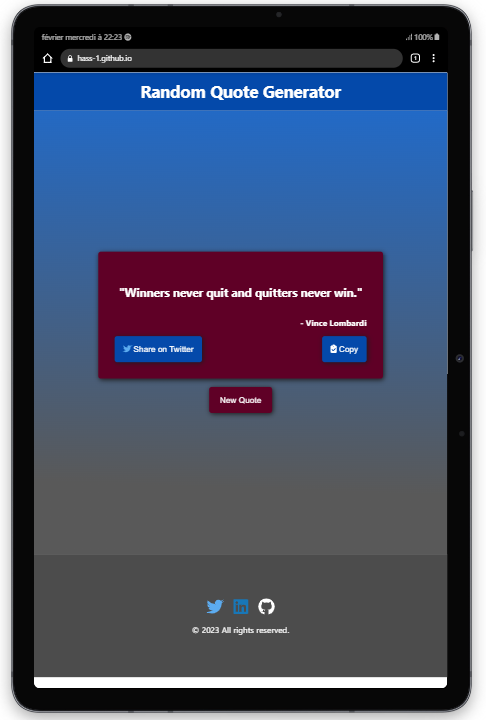 février mercredi à 22:23
100%
hass-1.github.io
1
Random Quote Generator
"Winners never quit and quitters never win."
- Vince Lombardi
Share on Twitter
Copy
New Quote
in
© 2023 All rights reserved.